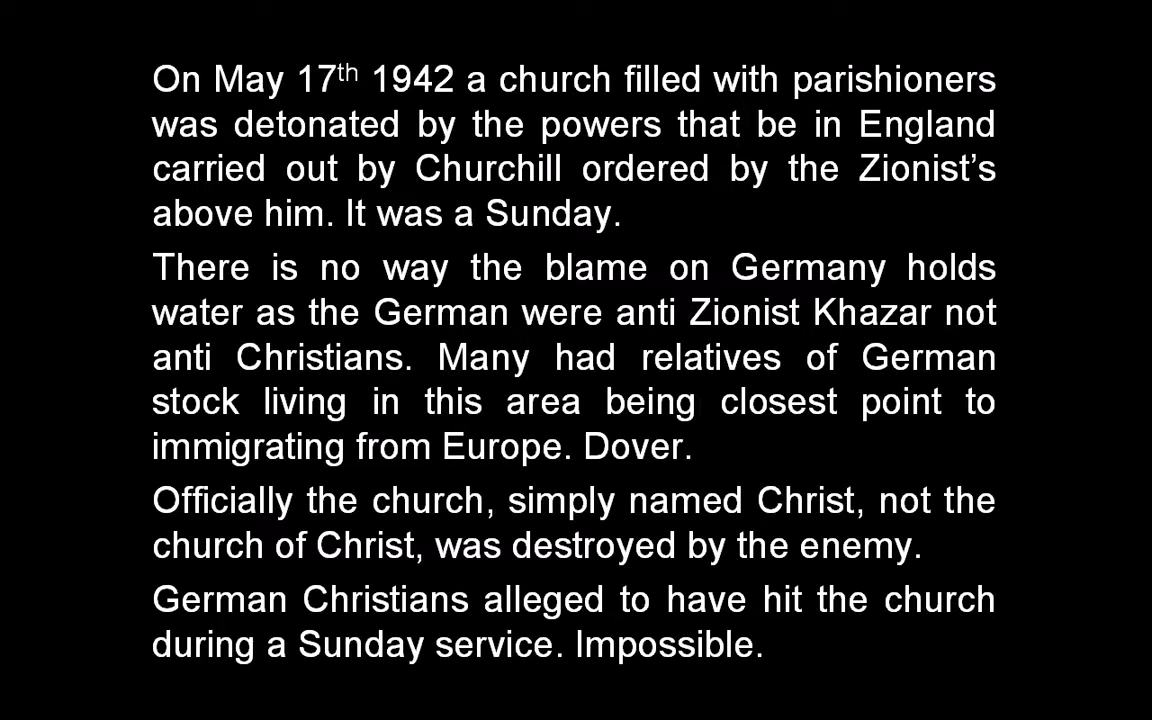 On May 17th 1942 a church filled with parishioners
was detonated by the powers that be in England
carried out by Churchill ordered by the Zionist’s
above him. It was a Sunday.
There is no way the blame on Germany holds
water as the German were anti Zionist Khazar not
anti Christians. Many had relatives of German
stock living in this area being closest point to
immigrating from Europe. Dover.
Officially the church, simply named Christ, not the
church of Christ, was destroyed by the enemy.
German Christians alleged to have hit the church
during a Sunday service. Impossible.